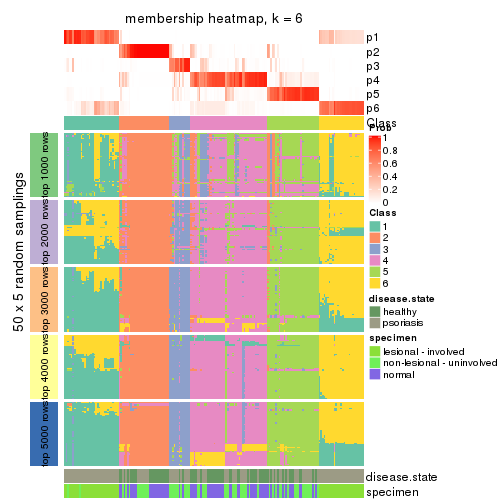 membership heatmap, k = 6
p1
p2
p3
p4
p5
p6
Class
50 x 5 random samplings
top 1000 rows
top 2000 rows
top 3000 rows
top 4000 rows
top 5000 rows
Prob
1
0.8
0.6
0.4
0.2
0
Class
1
2
3
4
5
6
disease.state
healthy
psoriasis
specimen
lesional - involved
non-lesional - uninvolved
normal
disease.state
specimen